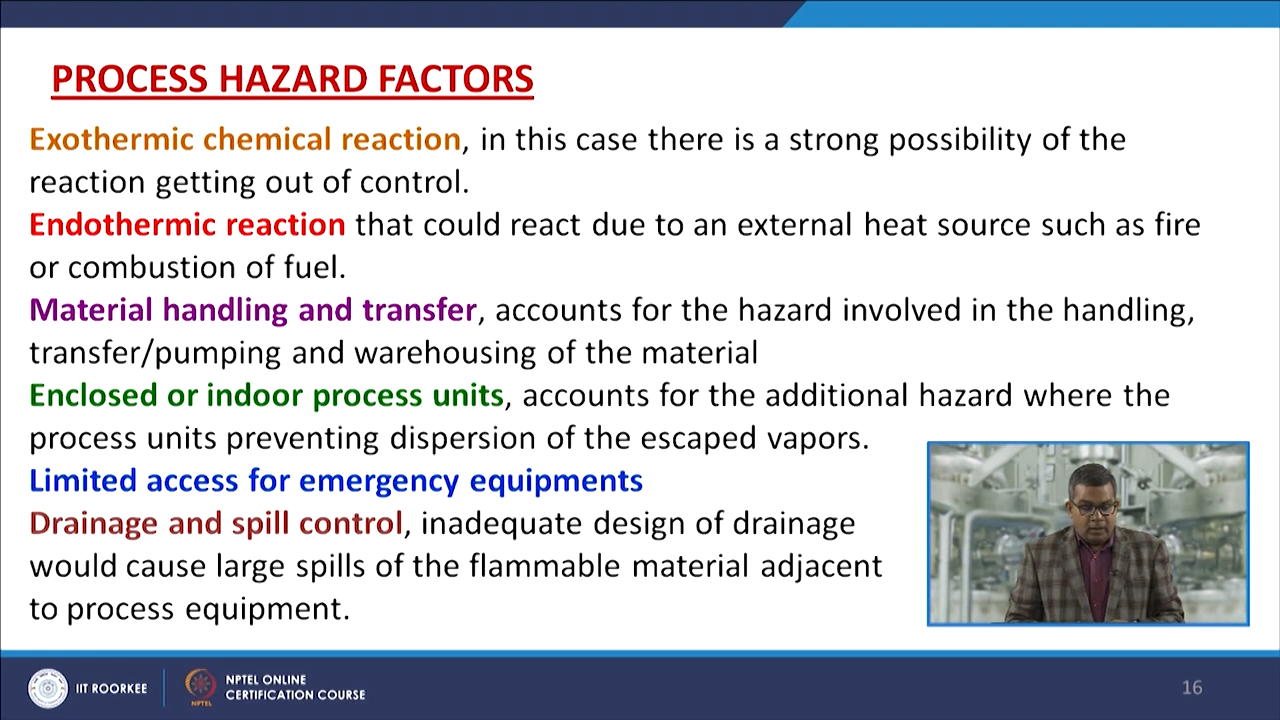 PROCESS HAZARD FACTORS
Exothermic chemical reaction, in this case there is a strong possibility of the
reaction getting out of control.
Endothermic reaction that could react due to an external heat source such as fire
or combustion of fuel.
Material handling and transfer, accounts for the hazard involved in the handling,
transfer/pumping and warehousing of the material
Enclosed or indoor process units, accounts for the additional hazard where the
process units preventing dispersion of the escaped vapors.
Limited access for emergency equipments
Drainage and spill control, inadequate design of drainage
would cause large spills of the flammable material adjacent
to process equipment.
IIT ROORKEE
NPTEL
NPTEL ONLINE
CERTIFICATION COURSE
16